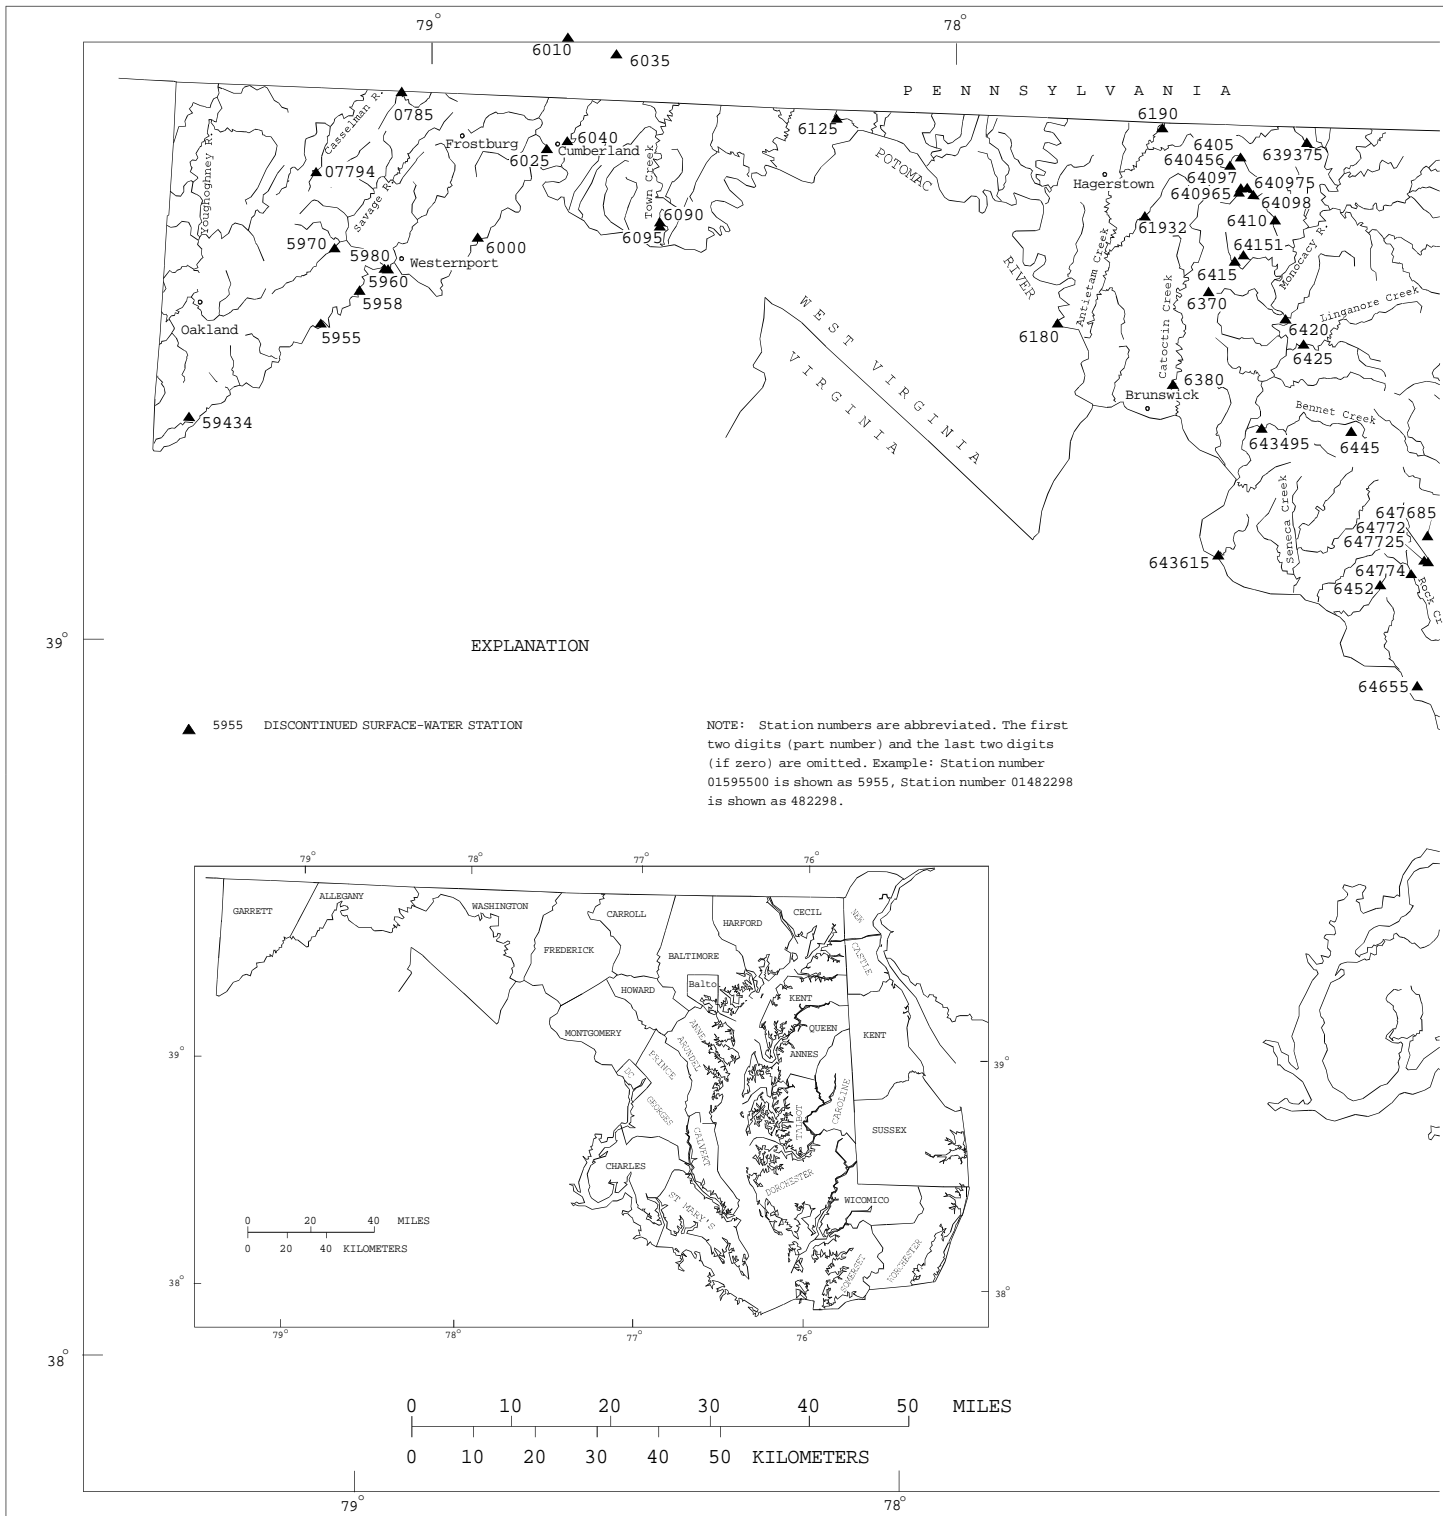 79°
78°
6010
6035
P E N N S Y L V A N I A
0785
Casselman R.
Youghoghney R.
Frostburg
6040
Cumberland
6025
07794
Savage R.
Town Creek
6125
POTOMAC
6190
6405
640456
639375
64097
640975
640965
64098
Hagerstown
6090
6095
61932
6410
5970
5980
6000
Westernport
5960
5958
64151
6415
Monocacy R.
RIVER
Antietam Creek
6370
Oakland
5955
WEST VIRGINIA
VIRGINIA
6180
Catoctin Creek
Linganore Creek
6420
6425
6380
Brunswick
59434
Bennet Creek
643495
6445
Seneca Creek
647685
64772
647725
643615
64774
6452
Rock Cr
39°
EXPLANATION
64655
5955 DISCONTINUED SURFACE-WATER STATION
NOTE: Station numbers are abbreviated. The first
two digits (part number) and the last two digits
(if zero) are omitted. Example: Station number
01595500 is shown as 5955, Station number 01482298
is shown as 482298.
79°
78°
77°
76°
GARRETT
ALLEGANY
WASHINGTON
CARROLL
HARFORD
CECIL
NEW
CASTLE
FREDERICK
BALTIMORE
Balto.
HOWARD
KENT
MONTGOMERY
ANNE
ARUNDEL
QUEEN
ANNES
KENT
39°
39°
PRINCE
GEORGES
DC
CAROLINE
TALBOT
CALVERT
SUSSEX
CHARLES
DORCHESTER
ST MARY'S
WICOMICO
0 20 40 MILES
0 20 40 KILOMETERS
SOMERSET
WORCHESTER
38°
38°
79°
78°
77°
76°
38°
0 10 20 30 40 50 MILES
0 10 20 30 40 50 KILOMETERS
79°
78°